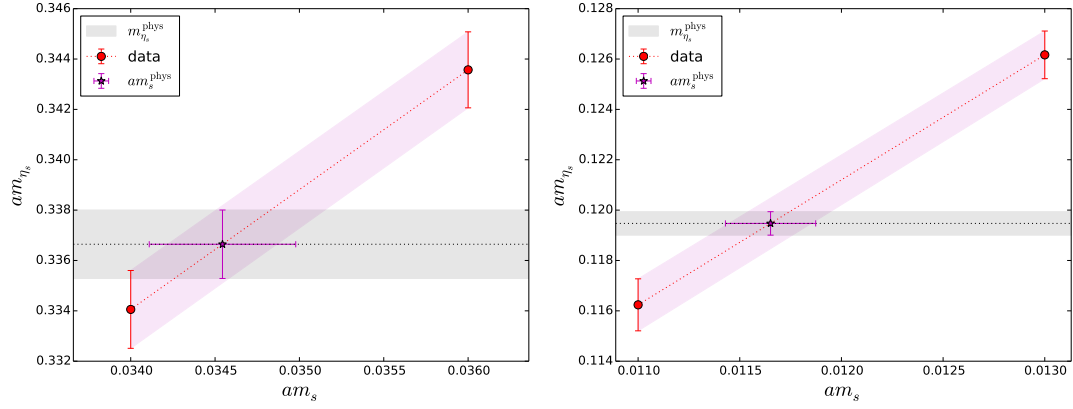 0.346
0.344
0.342
0.340
0.338
0.336
0.334
0.332
am_{η_s}
m_{η_s}^{phys}
data
am_s^{phys}
0.0340 0.0345 0.0350 0.0355 0.0360
am_s
0.128
0.126
0.124
0.122
0.120
0.118
0.116
0.114
am_{η_s}
m_{η_s}^{phys}
data
am_s^{phys}
0.0110 0.0115 0.0120 0.0125 0.0130
am_s